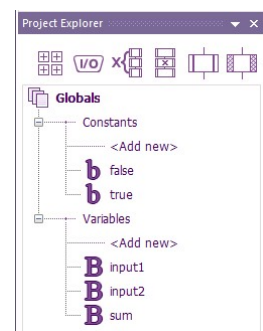 Project Explorer
I/O
Globals
Constants
<Add new>
b false
b true
Variables
<Add new>
B input1
B input2
B sum